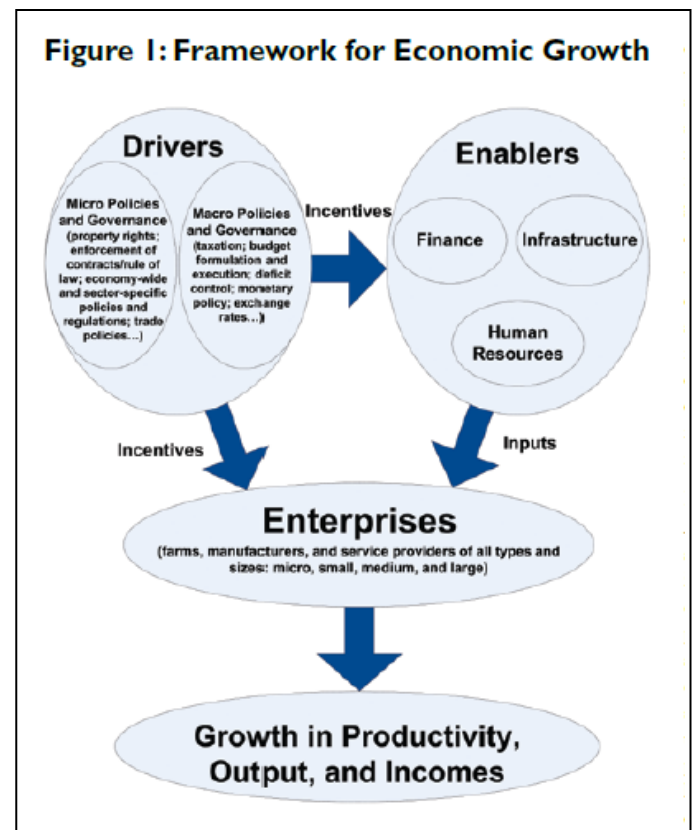 Figure 1: Framework for Economic Growth
Drivers
Micro Policies
and Governance
(property rights;
enforcement of
contracts/rule of
law; economy-wide
and sector-specific
policies and
regulations; trade
policies...)
Macro Policies
and Governance
(taxation; budget
formulation and
execution; deficit
control; monetary
policy; exchange
rates...)
Incentives
Enablers
Finance
Infrastructure
Human
Resources
Incentives
Inputs
Enterprises
(farms, manufacturers, and service providers of all types and
sizes: micro, small, medium, and large)
Growth in Productivity,
Output, and Incomes